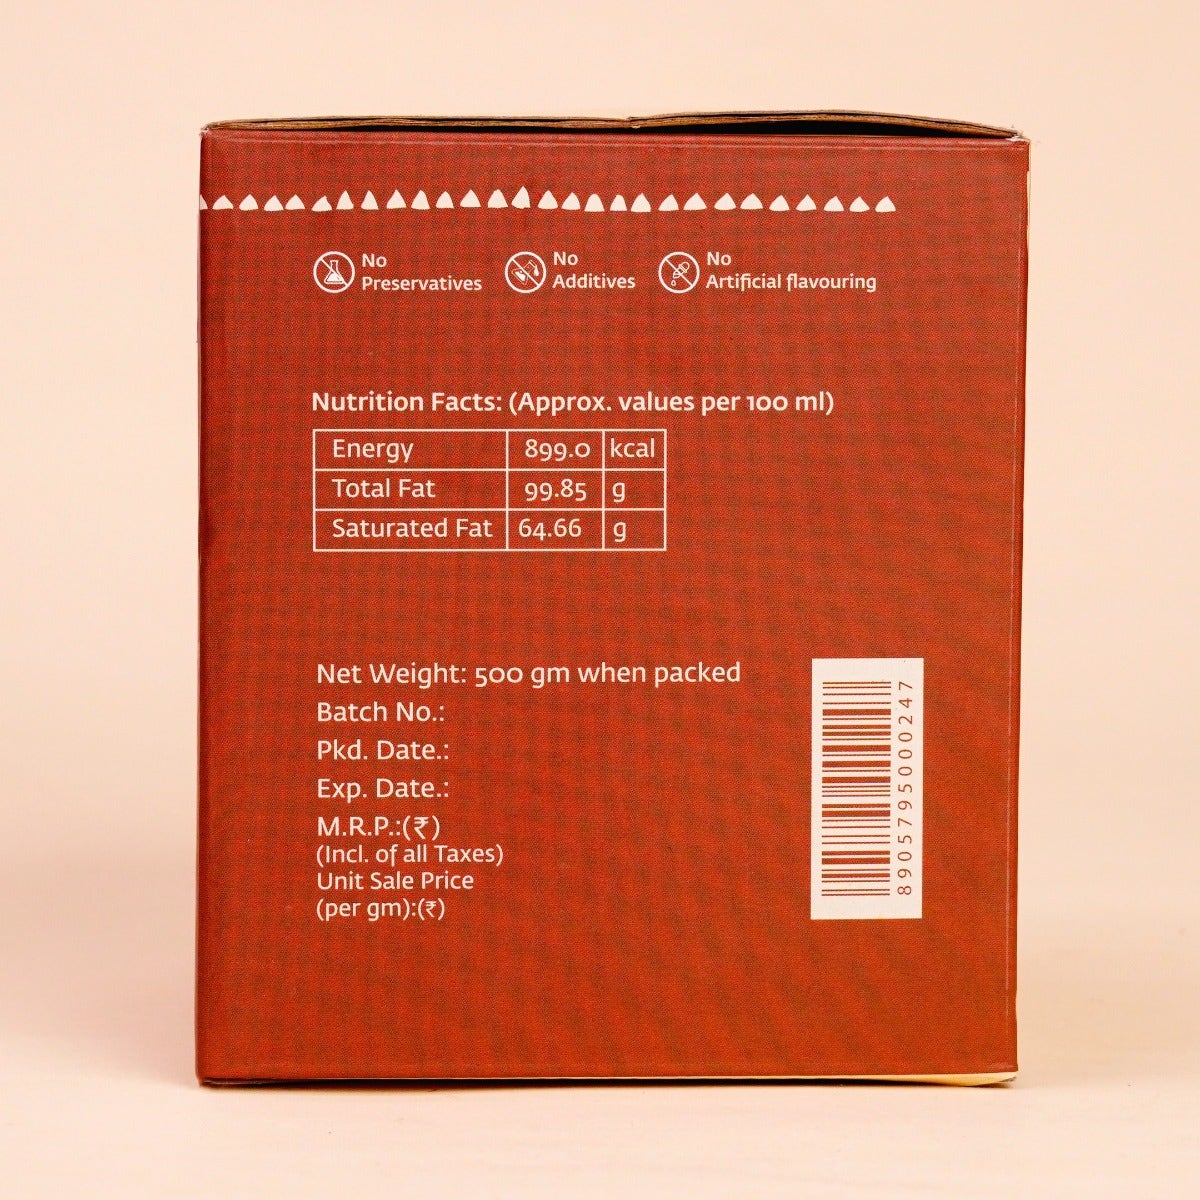 No
Preservatives
No
Additives
No
Artificial flavouring
Nutrition Facts: (Approx. values per 100 ml)
Energy 899.0 kcal
Total Fat 99.85 g
Saturated Fat 64.66 g
Net Weight: 500 gm when packed
Batch No.:
Pkd. Date.:
Exp. Date.:
M.R.P.:(₹)
(Incl. of all Taxes)
Unit Sale Price
(per gm):(₹)
8905795000247